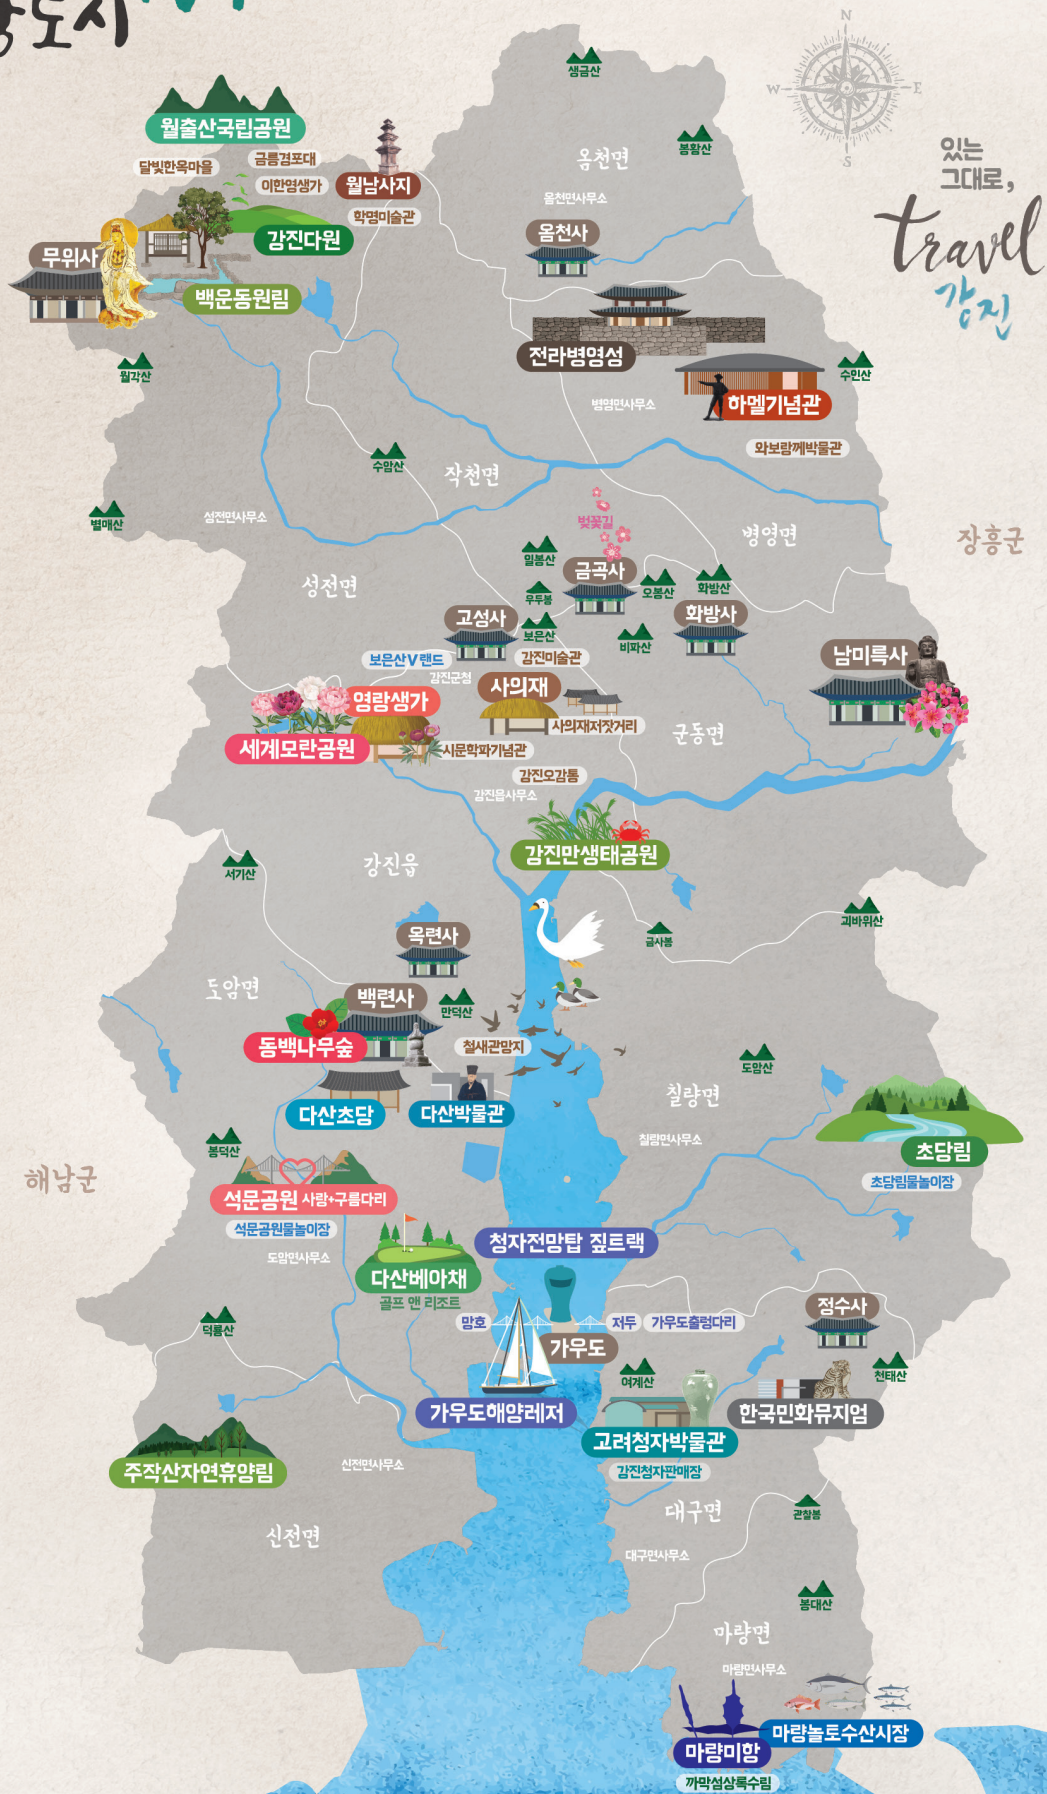 강도시
N
W
E
S
있는
그대로,
travel
강진
생금산
월출산국립공원
봉황산
옴천면
달빛한옥마을
금릉경포대
이한영생가
월남사지
옴천면사무소
학명미술관
강진다원
옴천사
무위사
백운동원림
전라병영성
월각산
수인산
하멜기념관
병영면사무소
와보랑께박물관
수암산
작천면
별매산
성전면사무소
벚꽃길
병영면
장흥군
일봉산
금곡사
성전면
우두봉
오봉산
화방산
고성사
보은산
비파산
화방사
보은산V랜드
강진미술관
남미륵사
강진군청
영랑생가
사의재
사의재저잣거리
군동면
세계모란공원
시문학파기념관
강진오감통
강진읍사무소
강진만생태공원
강진읍
서기산
괴바위산
옥련사
금사봉
도암면
백련사
만덕산
동백나무숲
철새관망지
도암산
다산초당
다산박물관
칠량면
봉덕산
칠량면사무소
초당림
해남군
초당림물놀이장
석문공원 사랑+구름다리
석문공원물놀이장
청자전망탑 짚트랙
도암면사무소
다산베아채
골프 앤 리조트
정수사
망호
저두
가우도출렁다리
덕룡산
가우도
여계산
천태산
가우도해양레저
한국민화뮤지엄
고려청자박물관
주작산자연휴양림
신전면사무소
강진청자판매장
대구면
관찰봉
신전면
대구면사무소
봉대산
마량면
마량면사무소
마량놀토수산시장
마량미항
까막섬상록수림